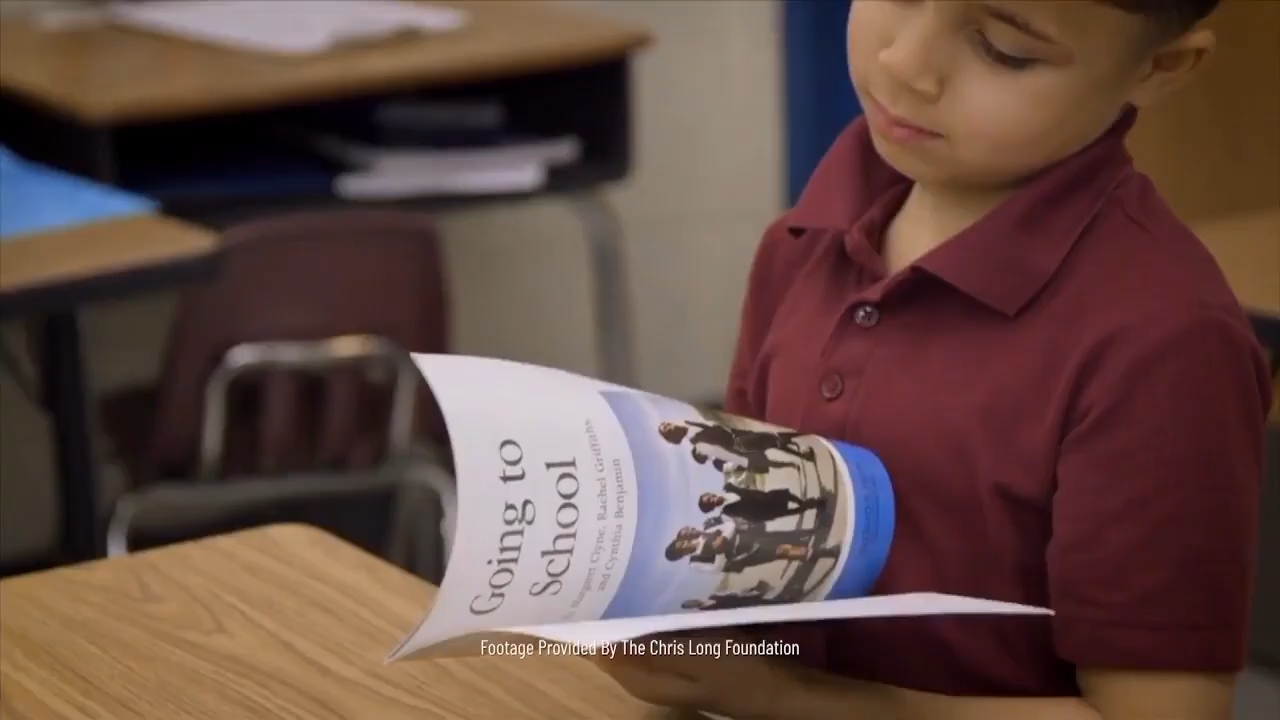 Going to
School
Margaret Clyne, Rachel Griffiths,
and Cynthia Benjamin
Footage Provided By The Chris Long Foundation